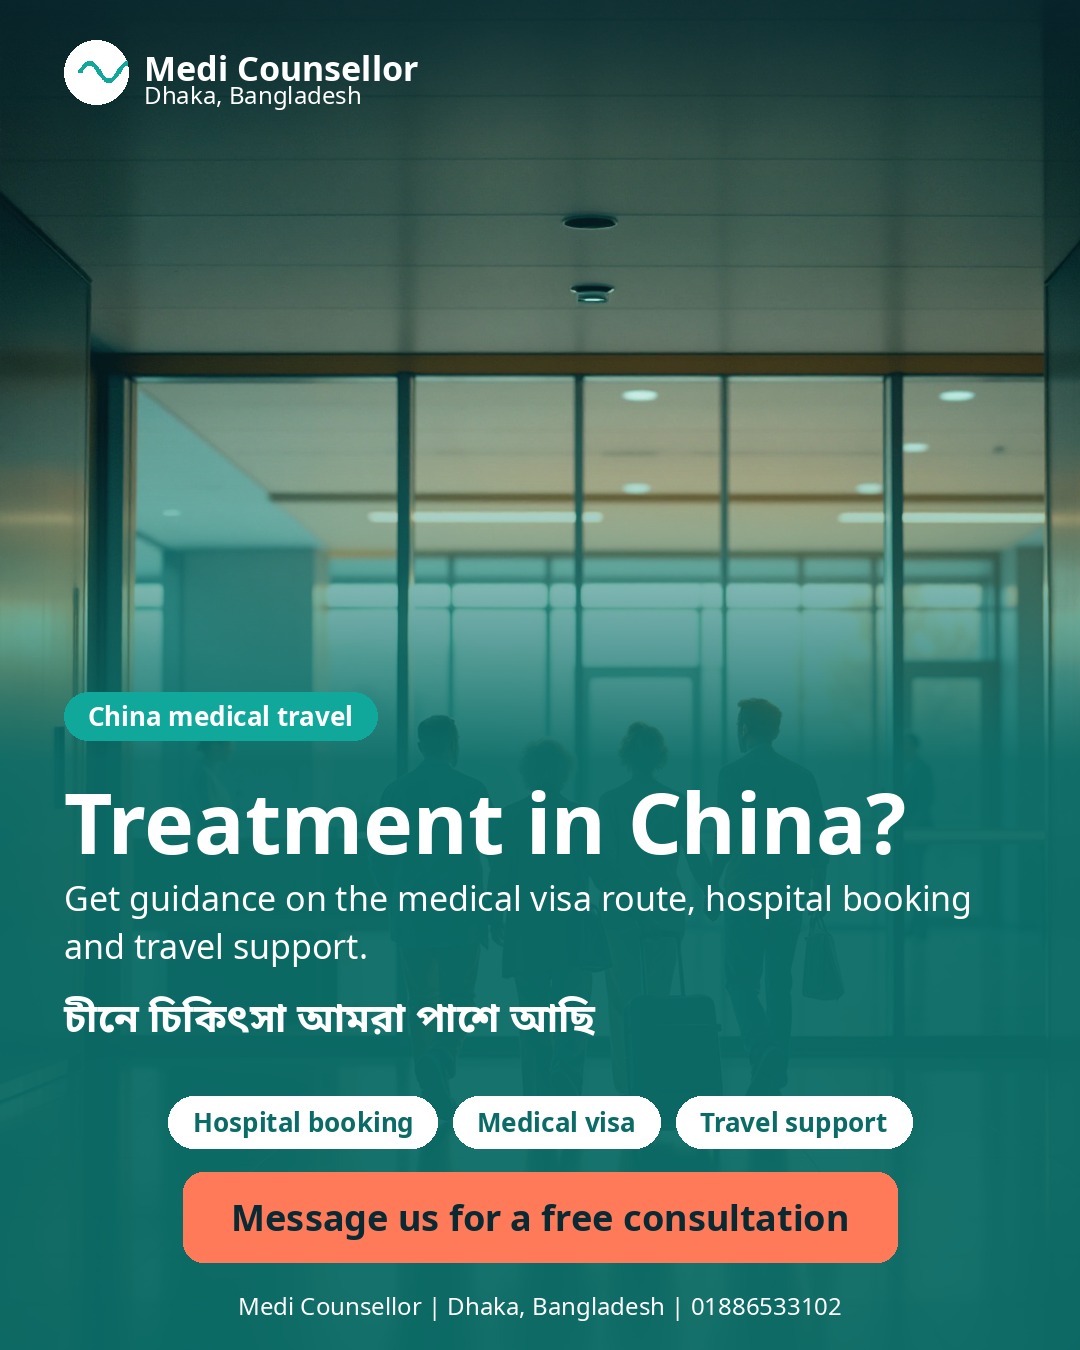 Medi Counsellor
Dhaka, Bangladesh
China medical travel
Treatment in China?
Get guidance on the medical visa route, hospital booking
and travel support.
চীনে চিকিৎসা আমরা পাশে আছি
Hospital booking
Medical visa
Travel support
Message us for a free consultation
Medi Counsellor | Dhaka, Bangladesh | 01886533102